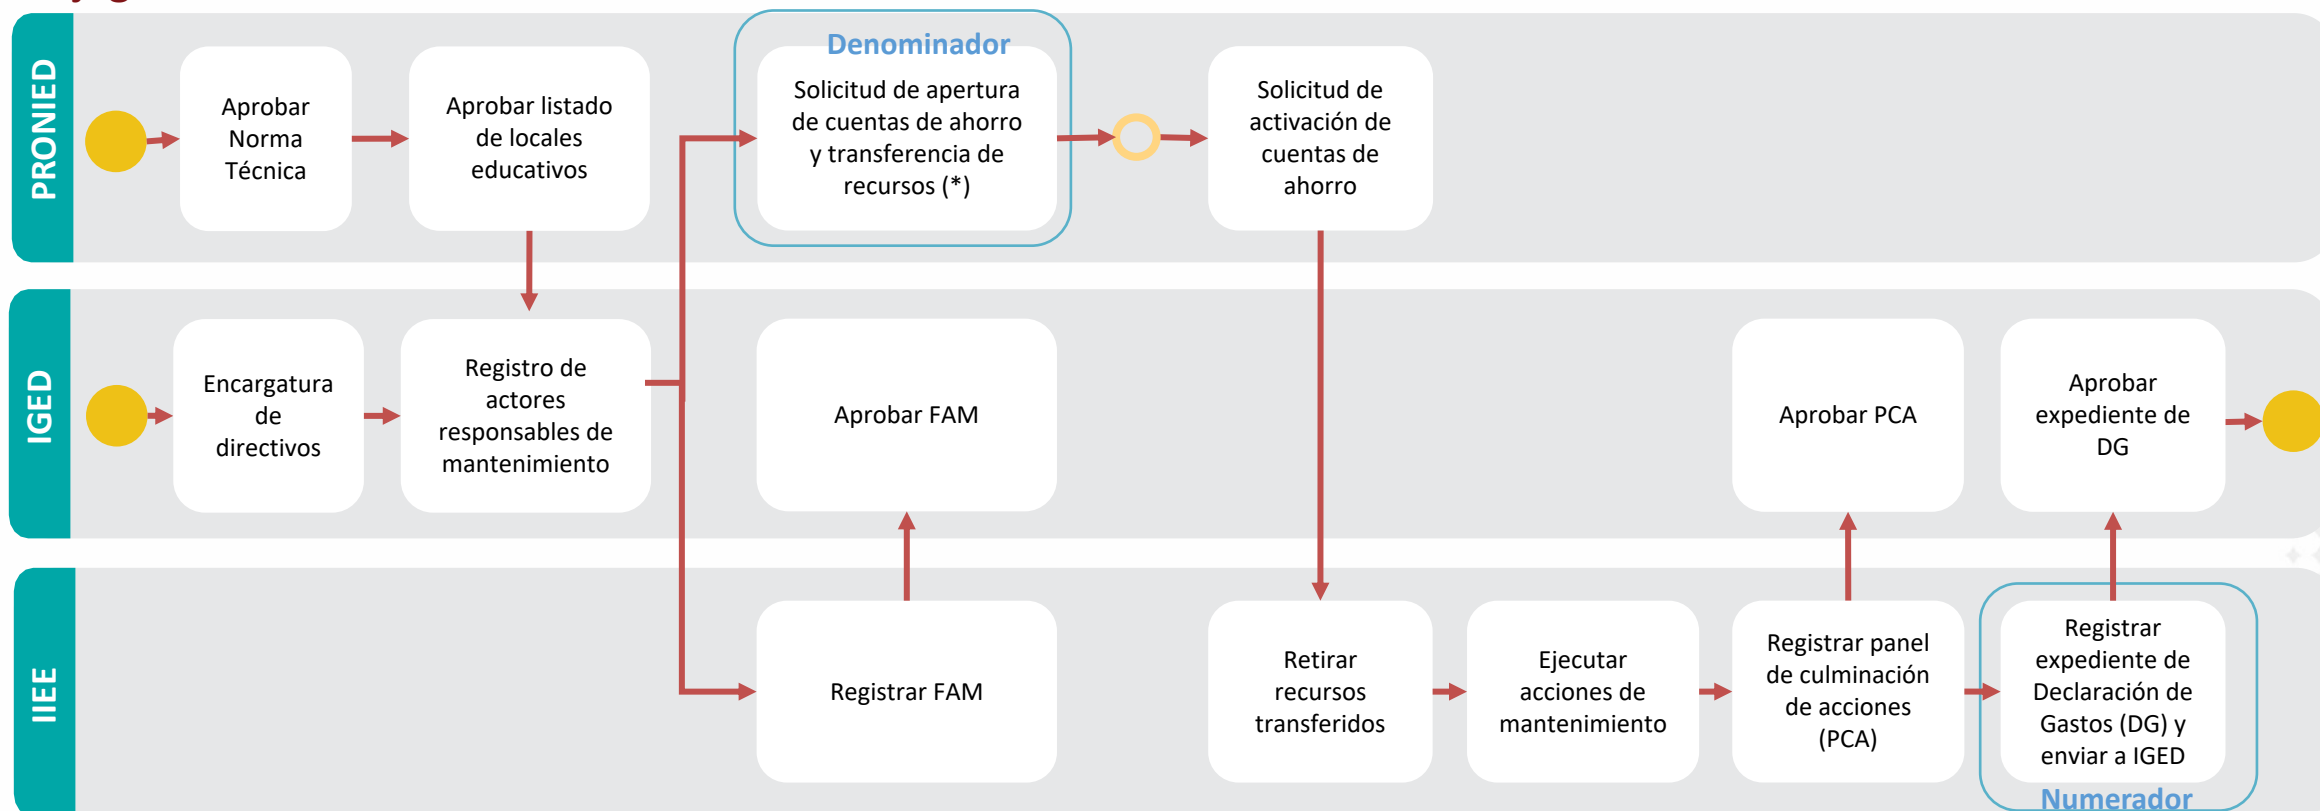 PRONIED
Aprobar
Norma
Técnica
Aprobar listado
de locales
educativos
Denominador
Solicitud de apertura
de cuentas de ahorro
y transferencia de
recursos (*)
Solicitud de
activación de
cuentas de
ahorro
IGED
Encargatura
de
directivos
Registro de
actores
responsables de
mantenimiento
Aprobar FAM
Aprobar PCA
Aprobar
expediente de
DG
IIEE
Registrar FAM
Retirar
recursos
transferidos
Ejecutar
acciones de
mantenimiento
Registrar panel
de culminación
de acciones
(PCA)
Registrar
expediente de
Declaración de
Gastos (DG) y
enviar a IGED
Numerador